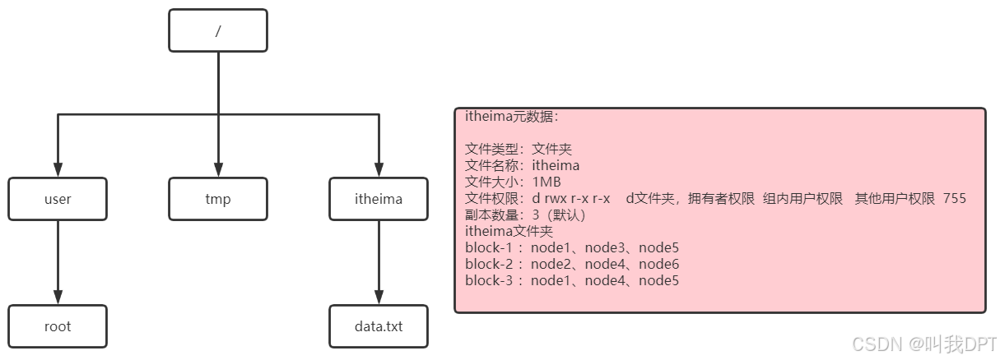 /
user
tmp
itheima
root
data.txt
itheima元数据：
文件类型：文件夹
文件名称：itheima
文件大小：1MB
文件权限：d rwx r-x r-x d文件夹，拥有者权限 组内用户权限 其他用户权限 755
副本数量：3（默认）
itheima文件夹
block-1 ：node1、node3、node5
block-2 ：node2、node4、node6
block-3 ：node1、node4、node5
CSDN @叫我DPT